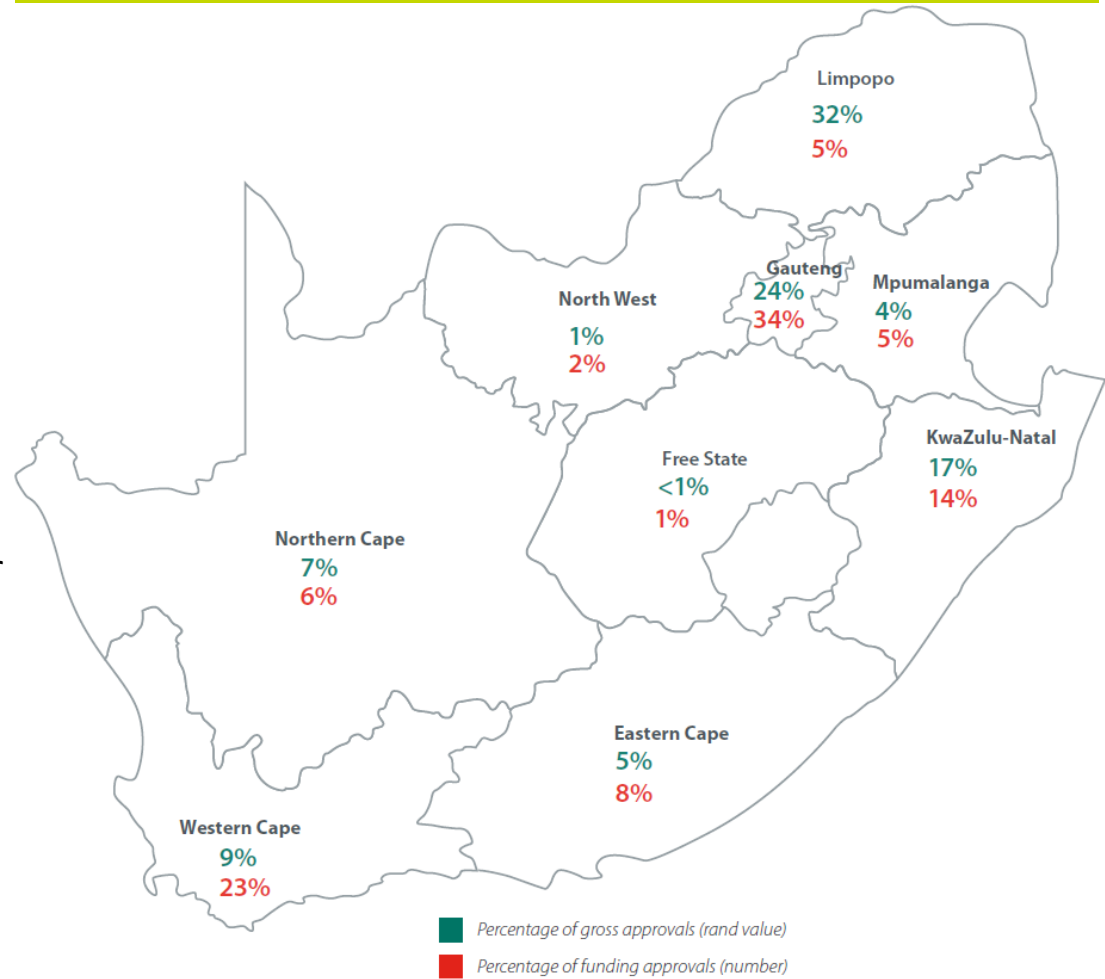 Limpopo
32%
5%
Gauteng
24%
34%
Mpumalanga
4%
5%
North West
1%
2%
KwaZulu-Natal
17%
14%
Free State
<1%
1%
Northern Cape
7%
6%
Eastern Cape
5%
8%
Western Cape
9%
23%
Percentage of gross approvals (rand value)
Percentage of funding approvals (number)